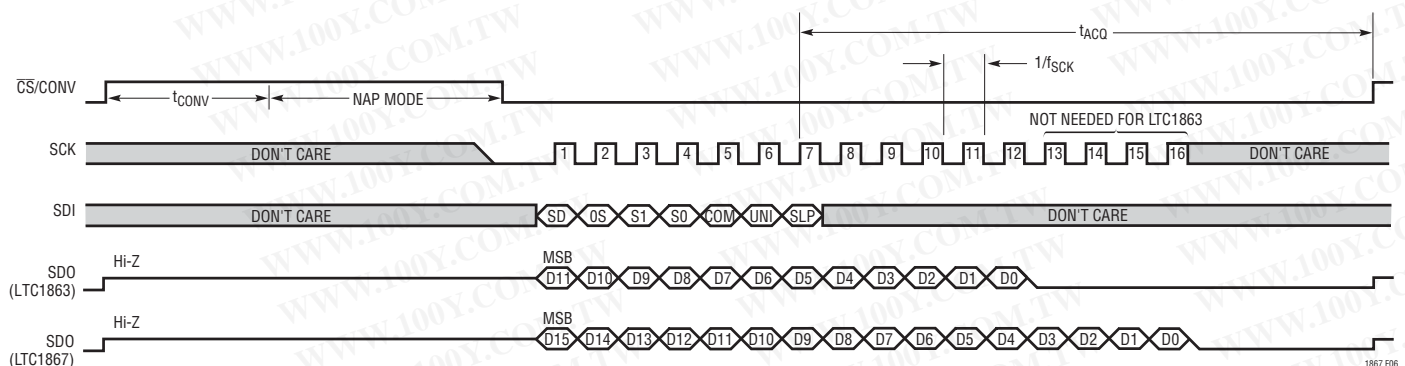 tACQ
1/fSCK
CS/CONV
tCONV
NAP MODE
NOT NEEDED FOR LTC1863
SCK
DON'T CARE
1 2 3 4 5 6 7 8 9 10 11 12 13 14 15 16
DON'T CARE
SDI
DON'T CARE
SD 0S S1 S0 COM UNI SLP
DON'T CARE
SDO
(LTC1863)
Hi-Z
MSB
D11 D10 D9 D8 D7 D6 D5 D4 D3 D2 D1 D0
SDO
(LTC1867)
Hi-Z
MSB
D15 D14 D13 D12 D11 D10 D9 D8 D7 D6 D5 D4 D3 D2 D1 D0
1867 F06
WWW.100Y.COM.TW